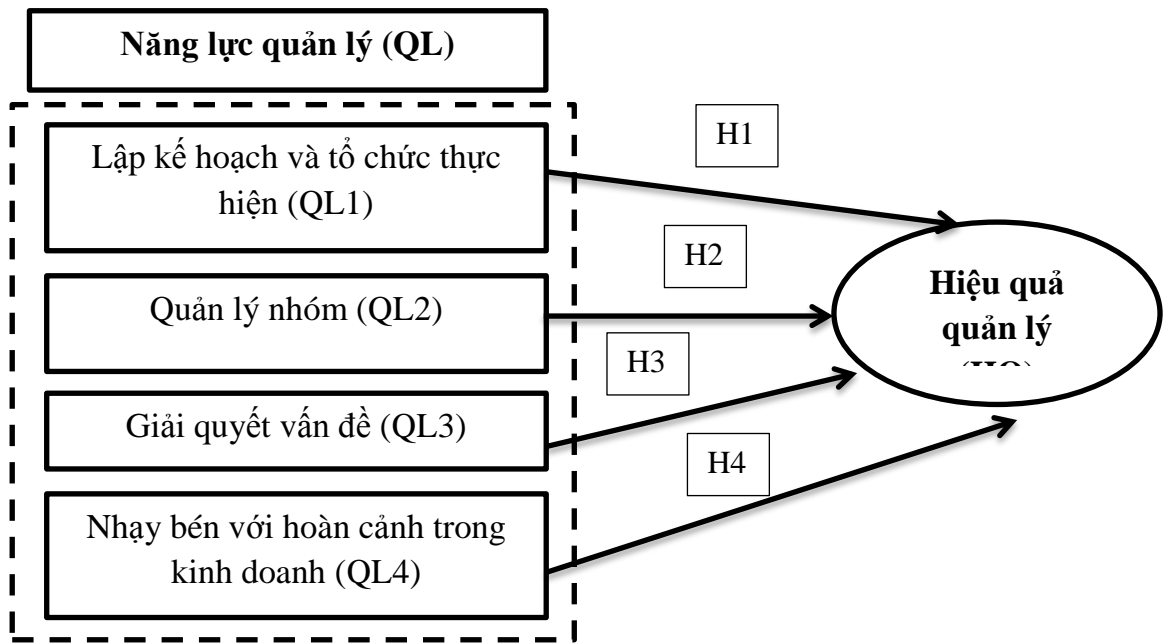 Năng lực quản lý (QL)
Lập kế hoạch và tổ chức thực
hiện (QL1)
H1
Quản lý nhóm (QL2)
H2
Hiệu quả
quản lý
Giải quyết vấn đề (QL3)
H3
Nhạy bén với hoàn cảnh trong
kinh doanh (QL4)
H4